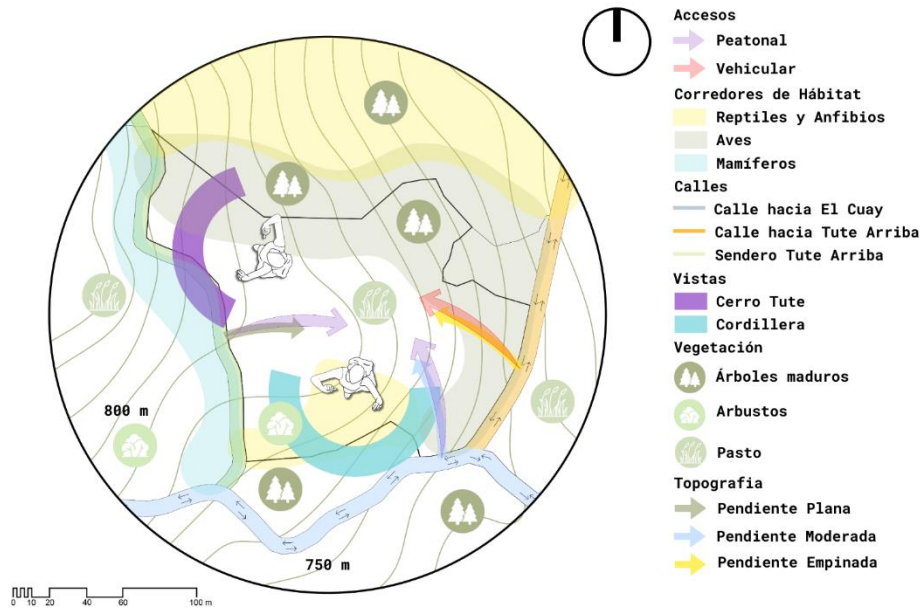 Accesos
Peatonal
Vehicular
Corredores de Hábitat
Reptiles y Anfibios
Aves
Mamíferos
Calles
Calle hacia El Cuay
Calle hacia Tute Arriba
Sendero Tute Arriba
Vistas
Cerro Tute
Cordillera
Vegetación
Árboles maduros
Arbustos
Pasto
Topografia
Pendiente Plana
Pendiente Moderada
Pendiente Empinada
800 m
750 m
0 10 20 40 60 100 m